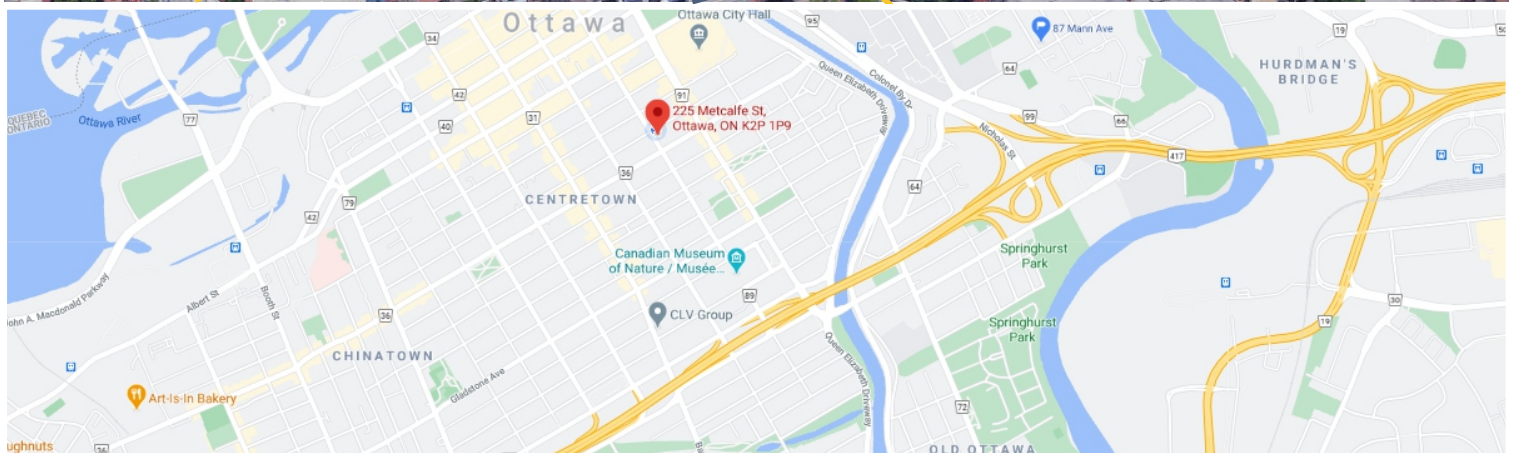 Ottawa
Ottawa City Hall
87 Mann Ave
HURDMAN'S
BRIDGE
QUEBEC
ONTARIO
Ottawa River
225 Metcalfe St,
Ottawa, ON K2P 1P9
Queen Elizabeth Driveway
Colonel By Dr
Nicholas St
95
19
50
34
64
77
42
40
31
91
99
66
417
36
64
CENTRETOWN
79
42
Canadian Museum
of Nature / Musée...
Springhurst
Park
John A. Macdonald Parkway
Albert St
Booth St
89
30
36
CLV Group
19
Springhurst
Park
CHINATOWN
Gladstone Ave
Queen Elizabeth Driveway
Art-Is-In Bakery
72
ughnuts
36
OLD OTTAWA